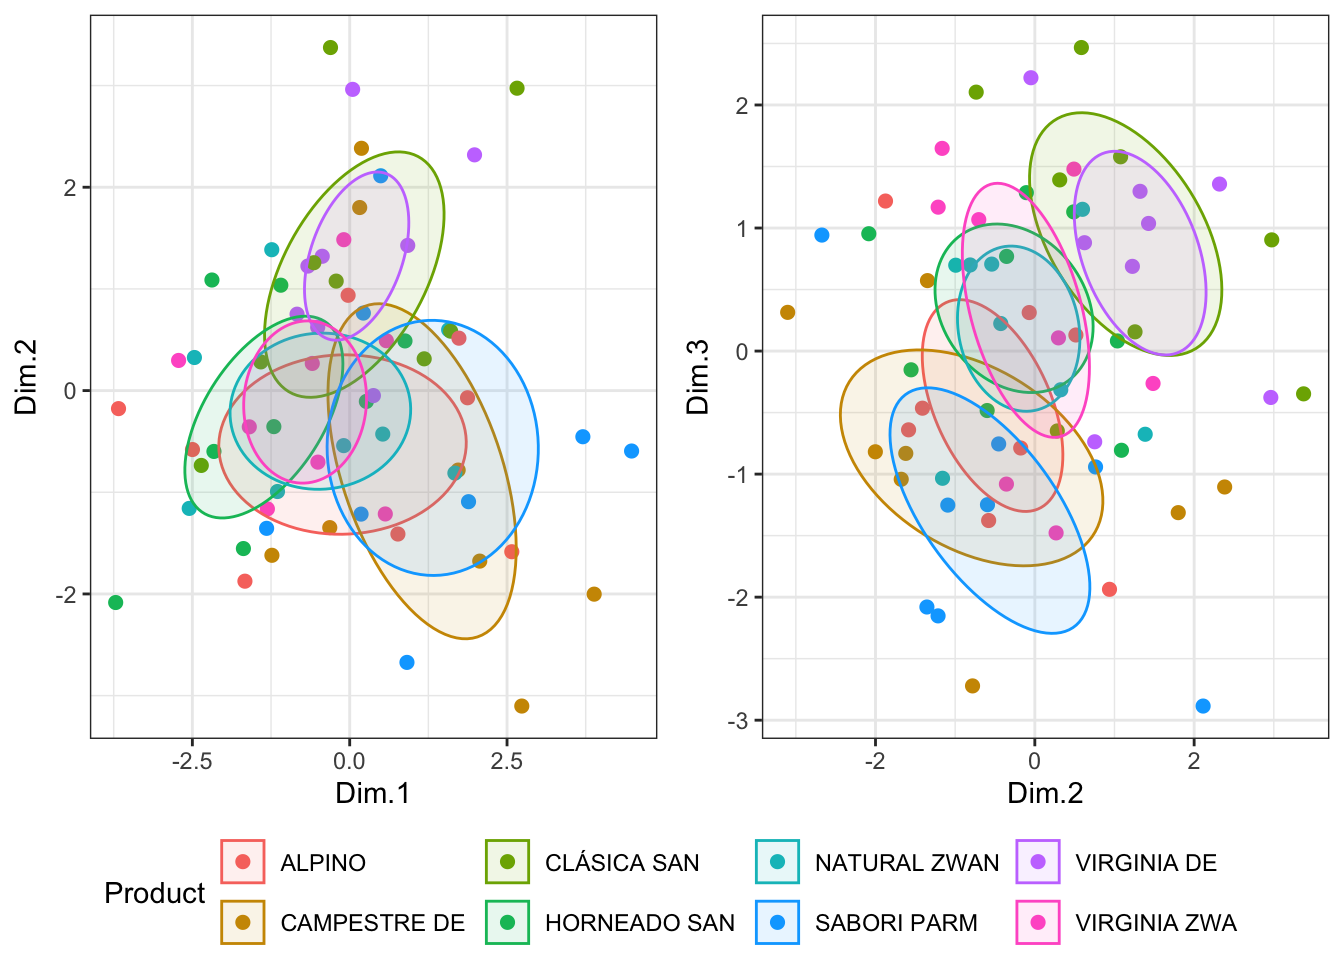 2
0
-2
Dim.2
-2.5 0.0 2.5
Dim.1
2
1
0
-1
-2
-3
Dim.3
-2 0 2
Dim.2
Product
ALPINO CLÁSICA SAN NATURAL ZWAN VIRGINIA DE
CAMPESTRE DE HORNEADO SAN SABORI PARM VIRGINIA ZWA